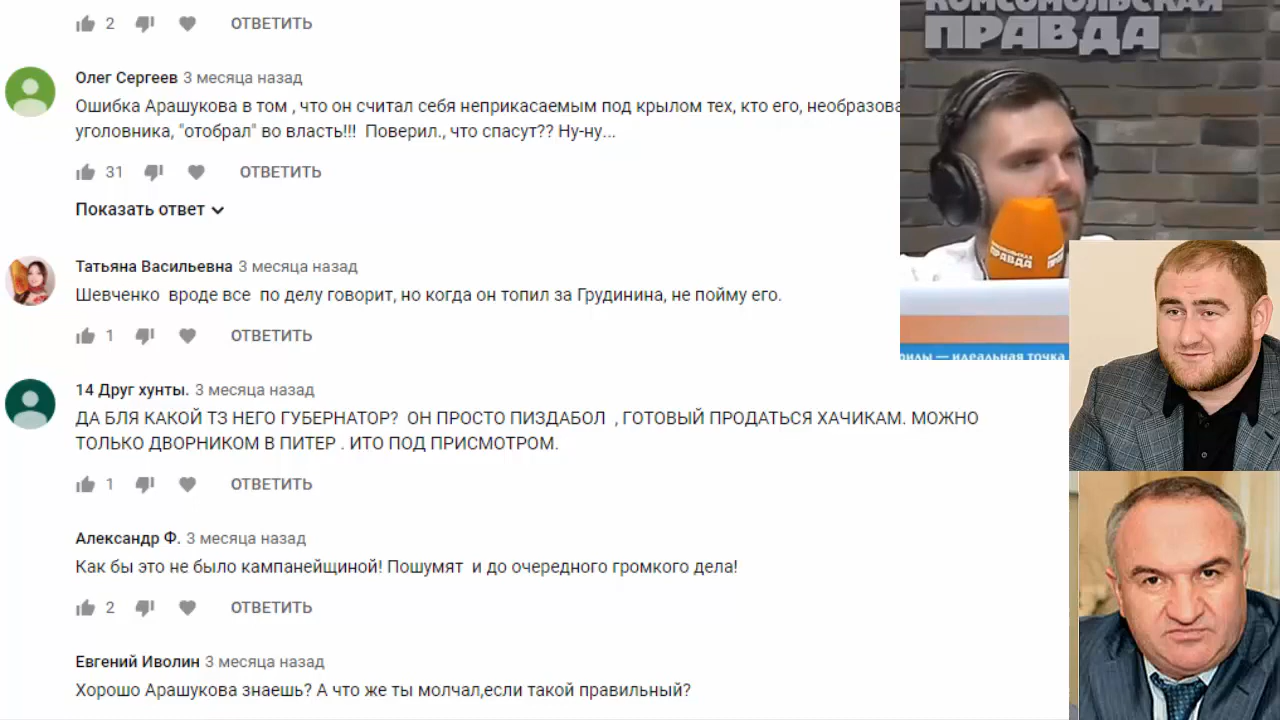 2 ОТВЕТИТЬ
Олег Сергеев 3 месяца назад
Ошибка Арашукова в том , что он считал себя неприкасаемым под крылом тех, кто его,
уголовника, "отобрал" во власть!!! Поверил., что спасут?? Ну-ну...
31 ОТВЕТИТЬ
Показать ответ
Татьяна Васильевна 3 месяца назад
Шевченко вроде все по делу говорит, но когда он топил за Грудинина, не пойму его.
1 ОТВЕТИТЬ
14 Друг хунты. 3 месяца назад
ДА БЛЯ КАКОЙ ТЗ НЕГО ГУБЕРНАТОР? ОН ПРОСТО ПИЗДАБОЛ , ГОТОВЫЙ ПРОДАТЬСЯ ХАЧИКАМ. МОЖНО
ТОЛЬКО ДВОРНИКОМ В ПИТЕР . ИТО ПОД ПРИСМОТРОМ.
1 ОТВЕТИТЬ
Александр Ф. 3 месяца назад
Как бы это не было кампанейщиной! Пошумят и до очередного громкого дела!
2 ОТВЕТИТЬ
Евгений Иволин 3 месяца назад
Хорошо Арашукова знаешь? А что же ты молчал,если такой правильный?
КОМСОМОЛЬСКАЯ
ПРАВДА
ПРАВДА
— идеальная точка